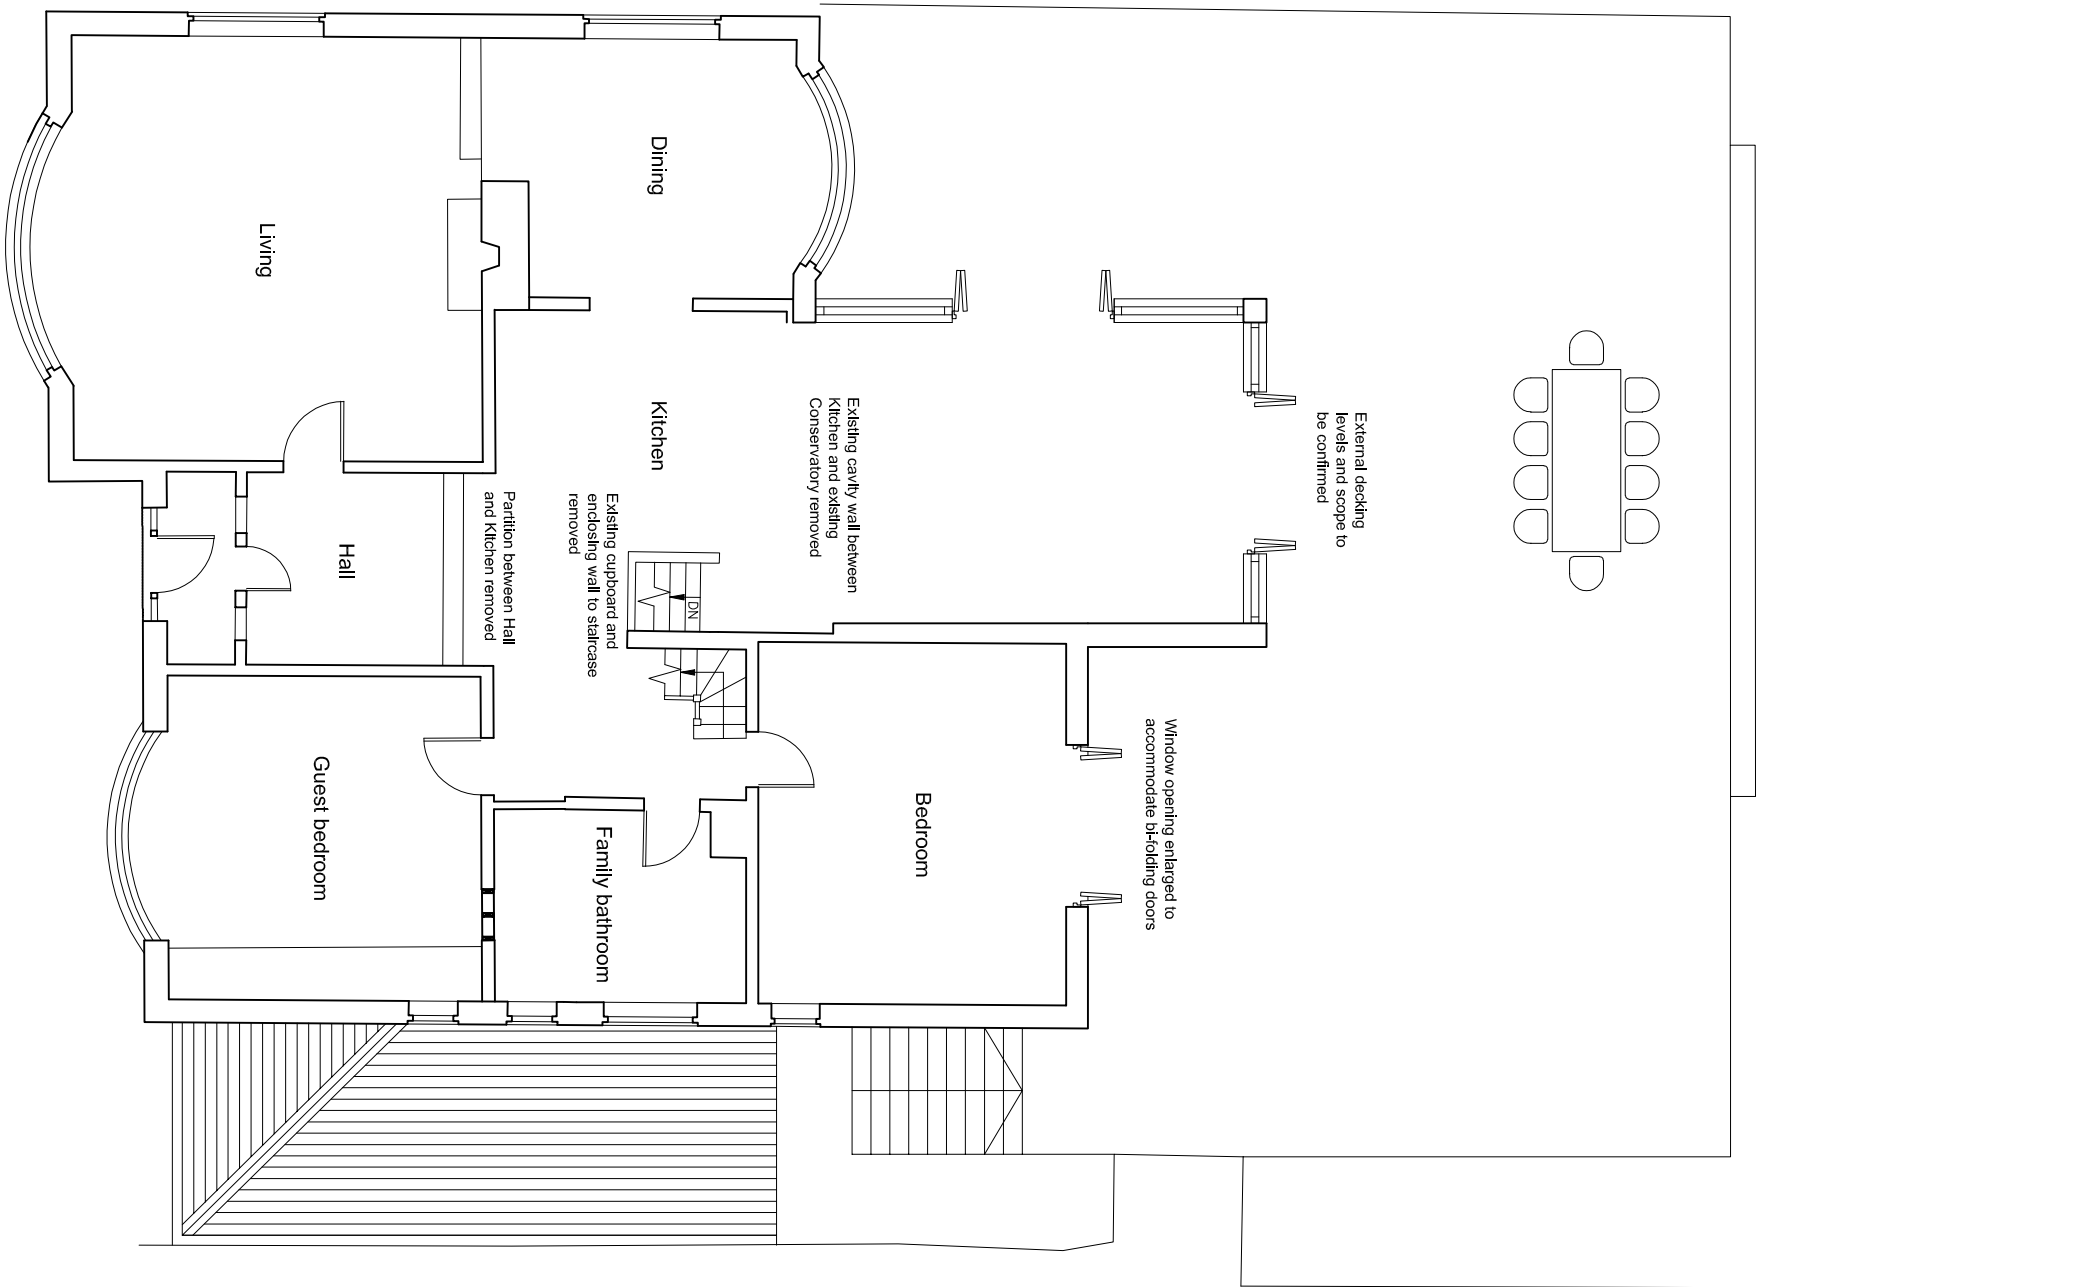 External decking
levels and scope to
be confirmed
Window opening enlarged to
accommodate bi-folding doors
Bedroom
Existing cavity wall between
Kitchen and existing
Conservatory removed
Dining
Kitchen
DN
Existing cupboard and
enclosing wall to staircase
removed
Family bathroom
Partition between Hall
and Kitchen removed
Hall
Guest bedroom
Living